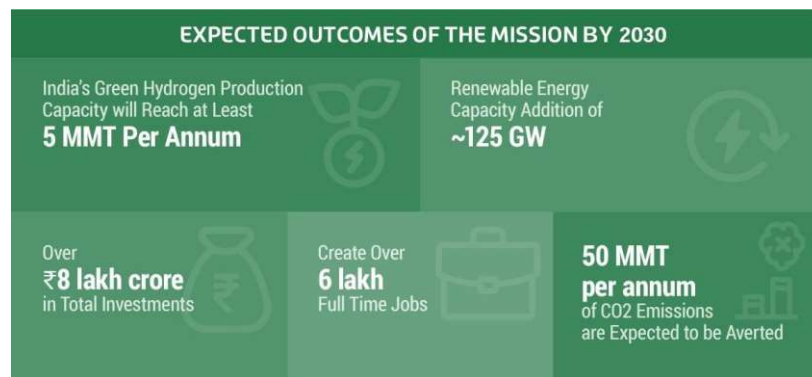 EXPECTED OUTCOMES OF THE MISSION BY 2030
India's Green Hydrogen Production
Capacity will Reach at Least
5 MMT Per Annum
Renewable Energy
Capacity Addition of
~125 GW
Over
₹8 lakh crore
in Total Investments
Create Over
6 lakh
Full Time Jobs
50 MMT
per annum
of CO2 Emissions
are Expected to be Averted